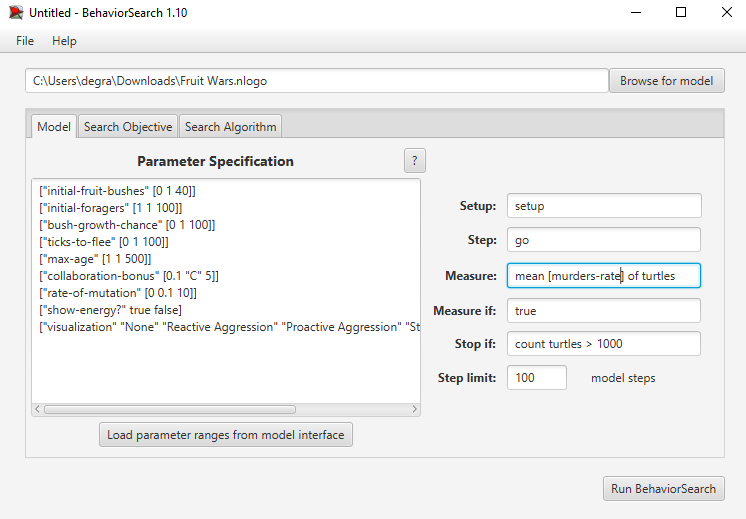 Untitled - BehaviorSearch 1.10
File Help
C:\Users\degra\Downloads\Fruit Wars.nlogo
Browse for model
Model Search Objective Search Algorithm
Parameter Specification
?
["initial-fruit-bushes" [0 1 40]]
["initial-foragers" [1 1 100]]
["bush-growth-chance" [0 1 100]]
["ticks-to-flee" [0 1 100]]
["max-age" [1 1 500]]
["collaboration-bonus" [0.1 "C" 5]]
["rate-of-mutation" [0 0.1 10]]
["show-energy?" true false]
["visualization" "None" "Reactive Aggression" "Proactive Aggression" "St
Load parameter ranges from model interface
Setup: setup
Step: go
Measure: mean [murders-rate] of turtles
Measure if: true
Stop if: count turtles > 1000
Step limit: 100 model steps
Run BehaviorSearch